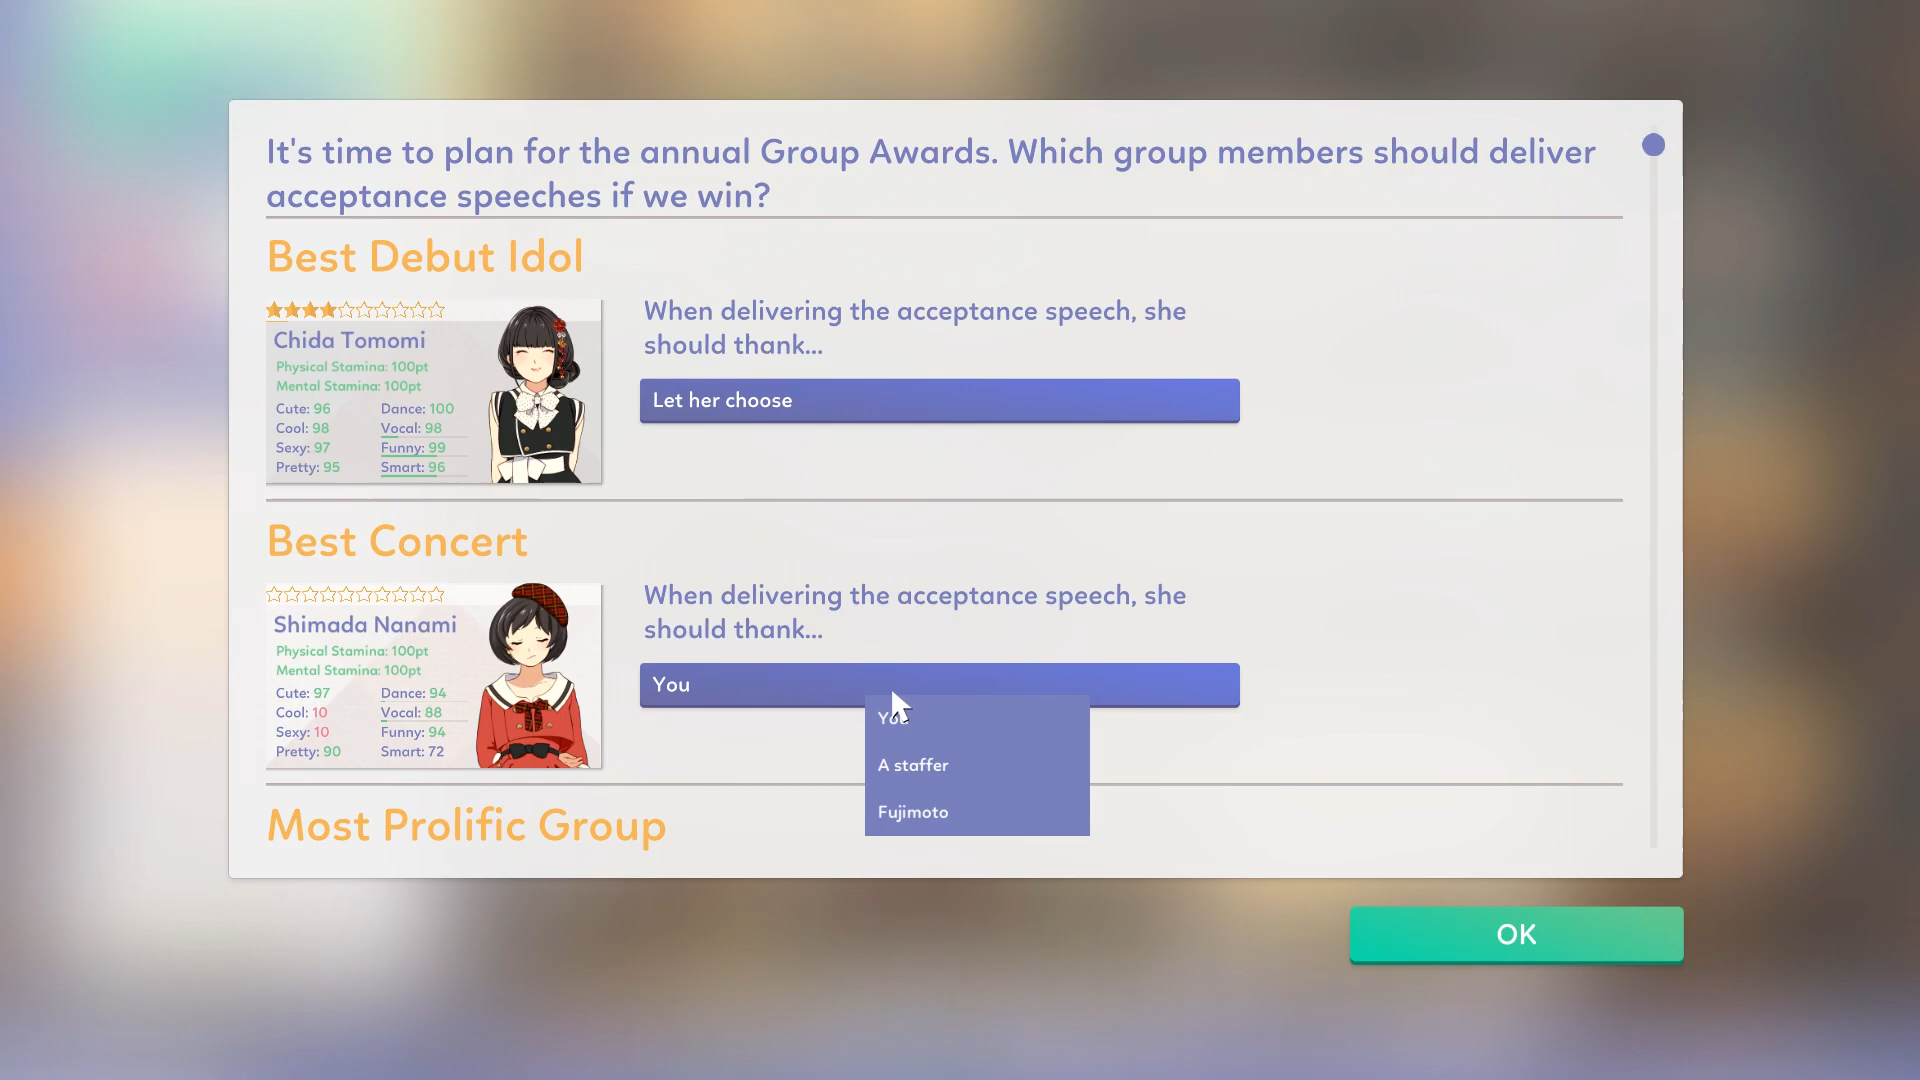 It's time to plan for the annual Group Awards. Which group members should deliver
acceptance speeches if we win?
Best Debut Idol
Chida Tomomi
Physical Stamina: 100pt
Mental Stamina: 100pt
Cute: 96 Dance: 100
Cool: 98 Vocal: 98
Sexy: 97 Funny: 99
Pretty: 95 Smart: 96
When delivering the acceptance speech, she
should thank...
Let her choose
Best Concert
Shimada Nanami
Physical Stamina: 100pt
Mental Stamina: 100pt
Cute: 97 Dance: 94
Cool: 10 Vocal: 88
Sexy: 10 Funny: 94
Pretty: 90 Smart: 72
When delivering the acceptance speech, she
should thank...
You
You
A staffer
Fujimoto
Most Prolific Group
OK